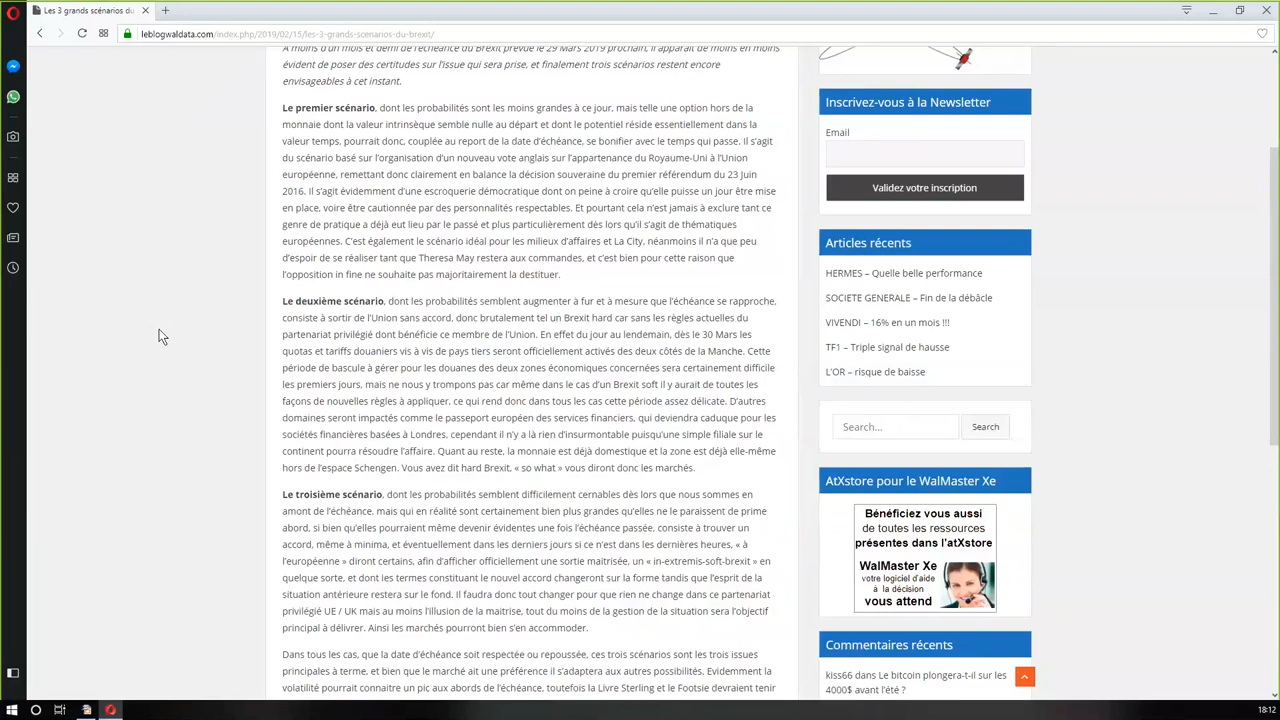 Les 3 grands scénarios du
leblogwaldata.com/index.php/2019/02/15/les-3-grands-scenarios-du-brexit/
A moins d'un mois et demi de l'échéance du Brexit prévue le 29 Mars 2019 prochain, il apparait de moins en moins
évident de poser des certitudes sur l'issue qui sera prise, et finalement trois scénarios restent encore
envisageables à cet instant.
Le premier scénario, dont les probabilités sont les moins grandes à ce jour, mais telle une option hors de la
monnaie dont la valeur intrinsèque semble nulle au départ et dont le potentiel réside essentiellement dans la
valeur temps, pourrait donc, couplée au report de la date d'échéance, se bonifier avec le temps qui passe. Il s'agit
du scénario basé sur l'organisation d'un nouveau vote anglais sur l'appartenance du Royaume-Uni à l'Union
européenne, remettant donc clairement en balance la décision souveraine du premier référendum du 23 Juin
2016. Il s'agit évidemment d'une escroquerie démocratique dont on peine à croire qu'elle puisse un jour être mise
en place, voire être cautionnée par des personnalités respectables. Et pourtant cela n'est jamais à exclure tant ce
genre de pratique a déjà eut lieu par le passé et plus particulièrement dès lors qu'il s'agit de thématiques
européennes. C'est également le scénario idéal pour les milieux d'affaires et La City, néanmoins il n'a que peu
d'espoir de se réaliser tant que Theresa May restera aux commandes, et c'est bien pour cette raison que
l'opposition in fine ne souhaite pas majoritairement la destituer.
Le deuxième scénario, dont les probabilités semblent augmenter à fur et à mesure que l'échéance se rapproche,
consiste à sortir de l'Union sans accord, donc brutalement tel un Brexit hard car sans les règles actuelles du
partenariat privilégié dont bénéficie ce membre de l'Union. En effet du jour au lendemain, dès le 30 Mars les
quotas et tariffs douaniers vis à vis de pays tiers seront officiellement activés des deux côtés de la Manche. Cette
période de bascule à gérer pour les douanes des deux zones économiques concernées sera certainement difficile
les premiers jours, mais ne nous y trompons pas car même dans le cas d'un Brexit soft il y aurait de toutes les
façons de nouvelles règles à appliquer, ce qui rend donc dans tous les cas cette période assez délicate. D'autres
domaines seront impactés comme le passeport européen des services financiers, qui deviendra caduque pour les
sociétés financières basées à Londres, cependant il n'y a là rien d'insurmontable puisqu'une simple filiale sur le
continent pourra résoudre l'affaire. Quant au reste, la monnaie est déjà domestique et la zone est déjà elle-même
hors de l'espace Schengen. Vous avez dit hard Brexit, « so what » vous diront donc les marchés.
Le troisième scénario, dont les probabilités semblent difficilement cernables dès lors que nous sommes en
amont de l'échéance, mais qui en réalité sont certainement bien plus grandes qu'elles ne le paraissent de prime
abord, si bien qu'elles pourraient même devenir évidentes une fois l'échéance passée, consiste à trouver un
accord, même à minima, et éventuellement dans les derniers jours si ce n'est dans les dernières heures, « à
l'européenne » diront certains, afin d'afficher officiellement une sortie maitrisée, un « in-extremis-soft-brexit » en
quelque sorte, et dont les termes constituant le nouvel accord changeront sur la forme tandis que l'esprit de la
situation antérieure restera sur le fond. Il faudra donc tout changer pour que rien ne change dans ce partenariat
privilégié UE / UK mais au moins l'illusion de la maitrise, tout du moins de la gestion de la situation sera l'objectif
principal à délivrer. Ainsi les marchés pourront bien s'en accommoder.
Dans tous les cas, que la date d'échéance soit respectée ou repoussée, ces trois scénarios sont les trois issues
principales à terme, et bien que le marché ait une préférence il s'adaptera aux autres possibilités. Evidemment la
volatilité pourrait connaitre un pic aux abords de l'échéance, toutefois la Livre Sterling et le Footsie devraient tenir
Inscrivez-vous à la Newsletter
Email
Validez votre inscription
Articles récents
HERMES – Quelle belle performance
SOCIETE GENERALE – Fin de la débâcle
VIVENDI – 16% en un mois !!!
TF1 – Triple signal de hausse
L'OR – risque de baisse
Search...
Search
AtXstore pour le WalMaster Xe
Bénéficiez vous aussi
de toutes les ressources
présentes dans l'atXstore
WalMaster Xe
votre logiciel d'aide
à la décision
vous attend
Commentaires récents
kiss66 dans Le bitcoin plongera-t-il sur les
4000$ avant l'été ?
18:12